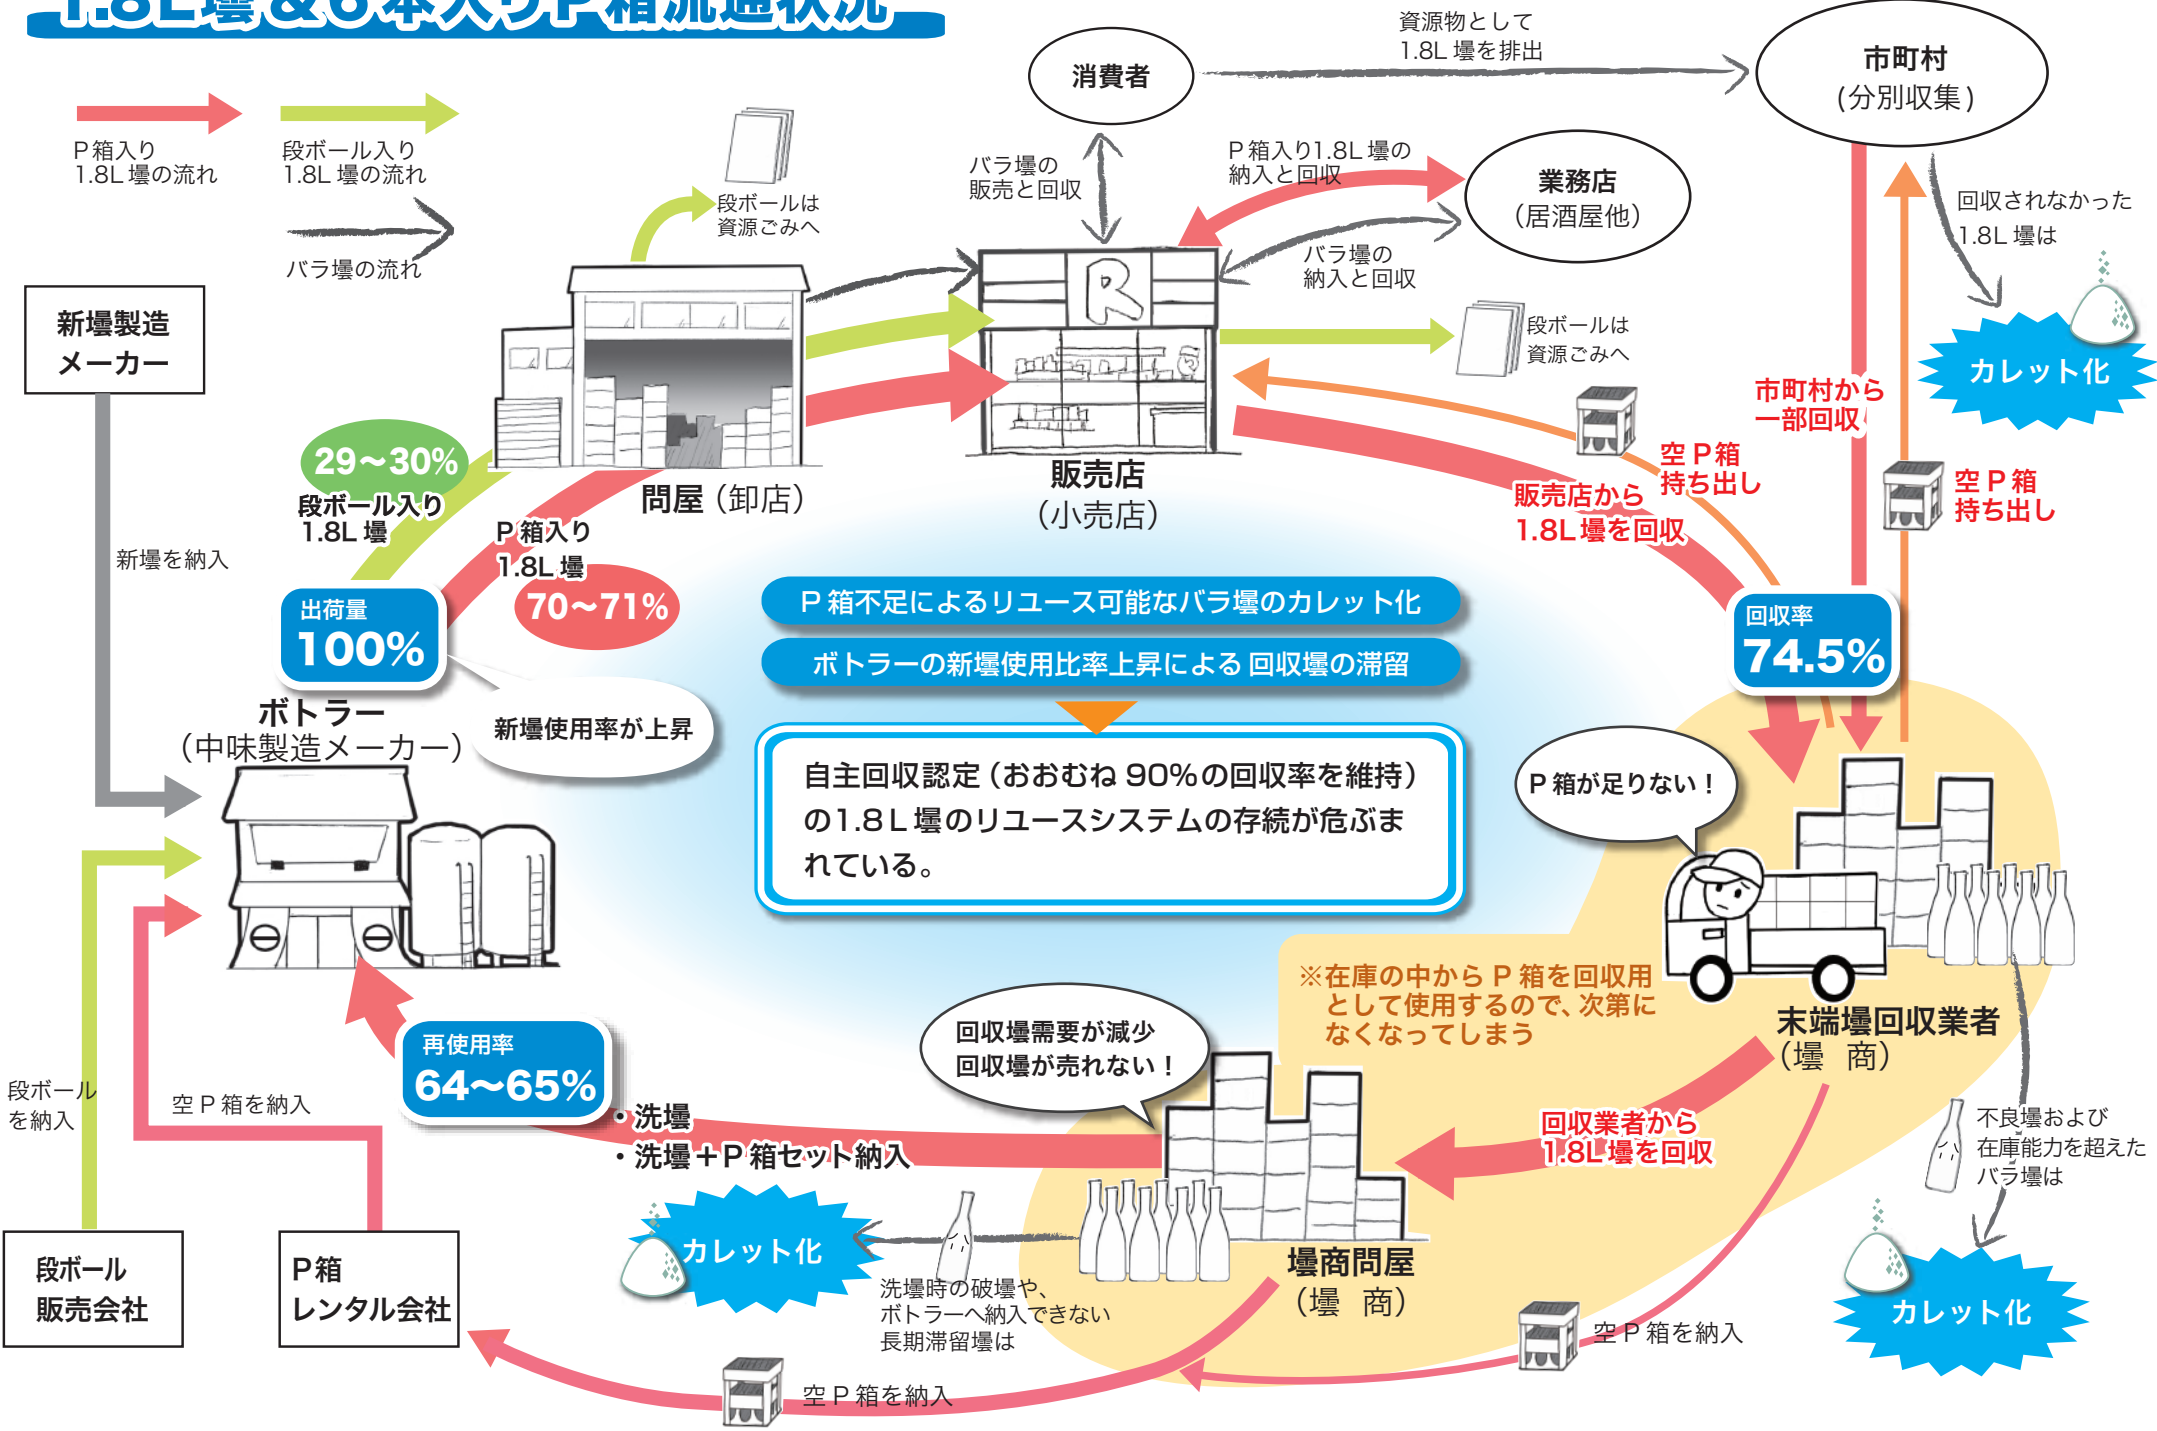 1.8L壜&6本入りP箱流通状況
P箱入り
1.8L壜の流れ
段ボール入り
1.8L壜の流れ
バラ壜の流れ
段ボールは
資源ごみへ
消費者
資源物として
1.8L壜を排出
市町村
(分別収集)
バラ壜の
販売と回収
P箱入り1.8L壜の
納入と回収
業務店
(居酒屋他)
バラ壜の
納入と回収
回収されなかった
1.8L壜は
カレット化
R
段ボールは
資源ごみへ
新壜製造
メーカー
新壜を納入
29～30%
段ボール入り
1.8L壜
P箱入り
1.8L壜
70～71%
問屋(卸店)
販売店
(小売店)
市町村から
一部回収
空P箱
持ち出し
空P箱
持ち出し
販売店から
1.8L壜を回収
出荷量
100%
新壜使用率が上昇
P箱不足によるリユース可能なバラ壜のカレット化
ボトラーの新壜使用比率上昇による回収壜の滞留
回収率
74.5%
ボトラー
(中味製造メーカー)
自主回収認定(おおむね90%の回収率を維持)
の1.8L壜のリユースシステムの存続が危ぶま
れている。
P箱が足りない！
※在庫の中からP箱を回収用
として使用するので、次第に
なくなってしまう
末端壜回収業者
(壜 商)
回収壜需要が減少
回収壜が売れない！
再使用率
64～65%
・洗壜
・洗壜＋P箱セット納入
回収業者から
1.8L壜を回収
不良壜および
在庫能力を超えた
バラ壜は
カレット化
段ボール
を納入
空P箱を納入
カレット化
洗壜時の破壜や、
ボトラーへ納入できない
長期滞留壜は
壜商問屋
(壜 商)
段ボール
販売会社
P箱
レンタル会社
空P箱を納入
空P箱を納入